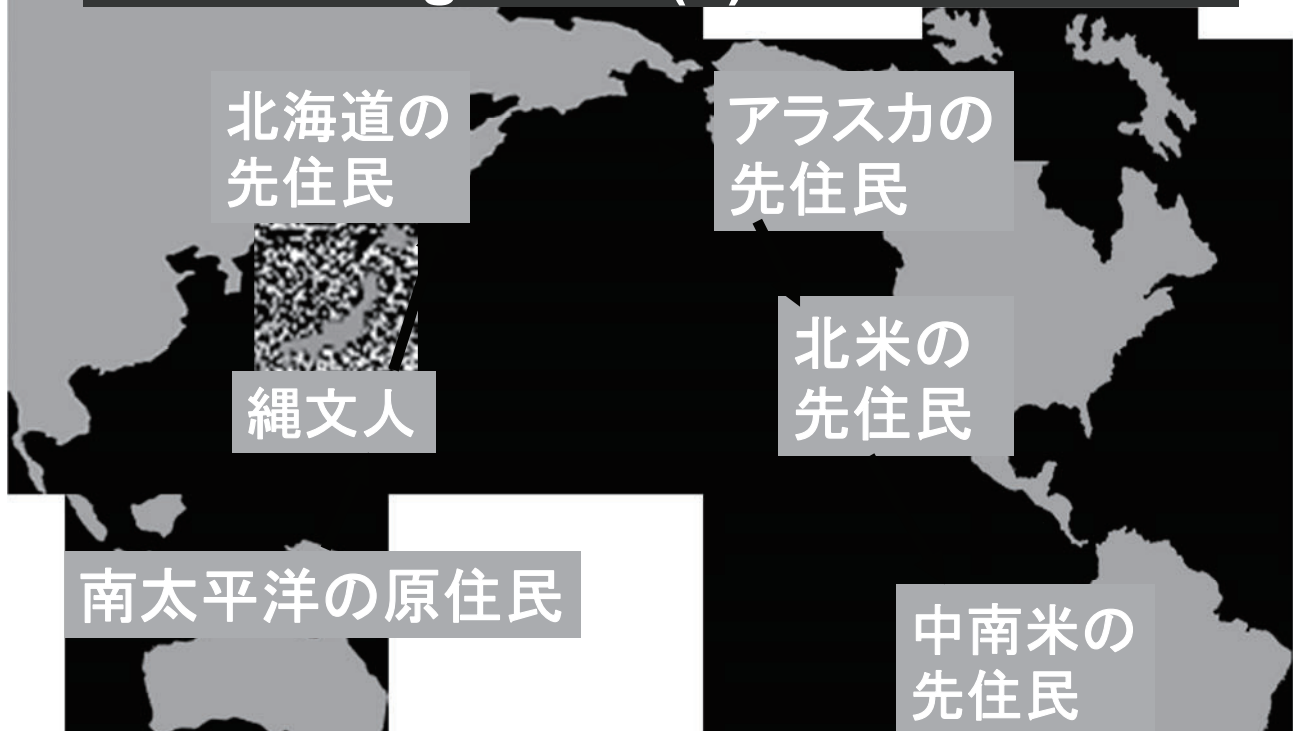 北海道の
先住民
アラスカの
先住民
北米の
先住民
縄文人
南太平洋の原住民
中南米の
先住民